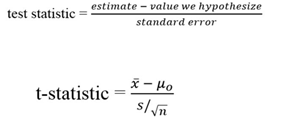 test statistic = estimate − value we hypothesize / standard error
t-statistic = x̄ − μₒ / s/√n